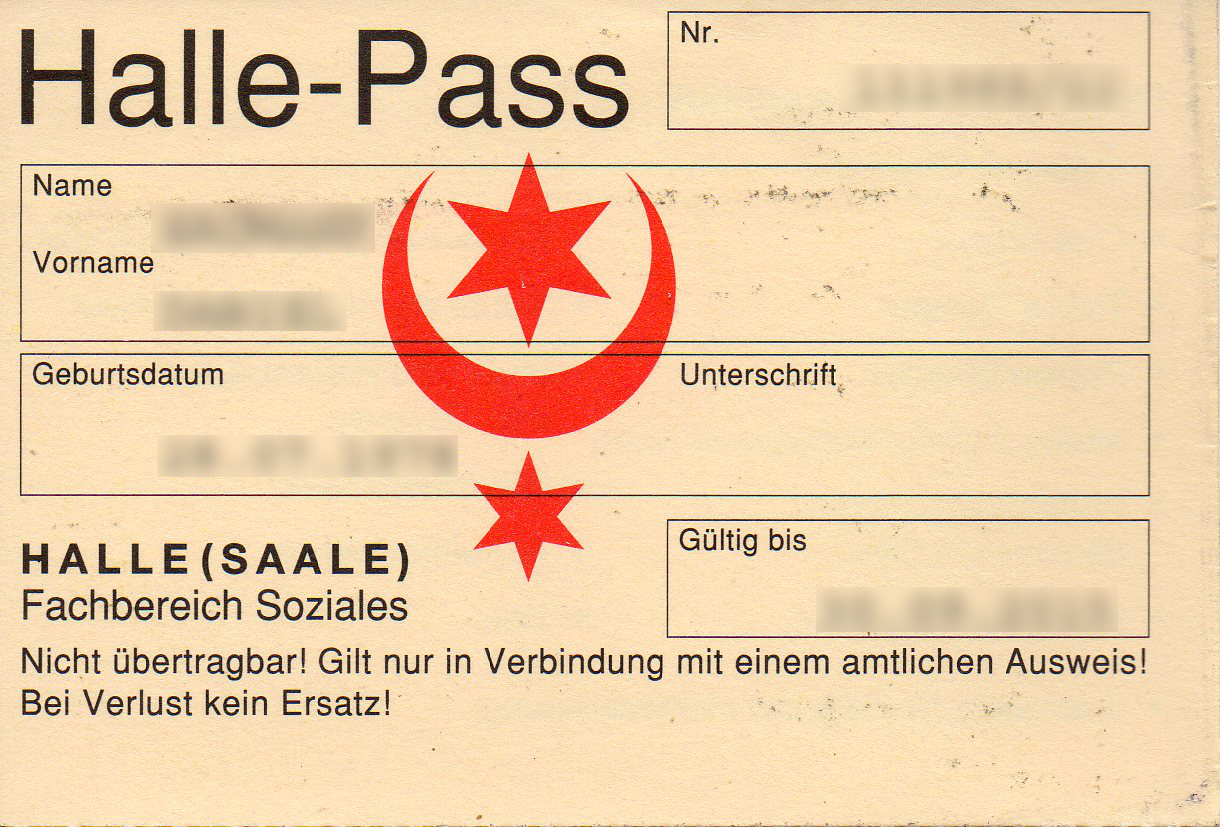 Halle-Pass
Nr.
Name
Vorname
Geburtsdatum
Unterschrift
HALLE (SAALE)
Gültig bis
Fachbereich Soziales
Nicht übertragbar! Gilt nur in Verbindung mit einem amtlichen Ausweis!
Bei Verlust kein Ersatz!